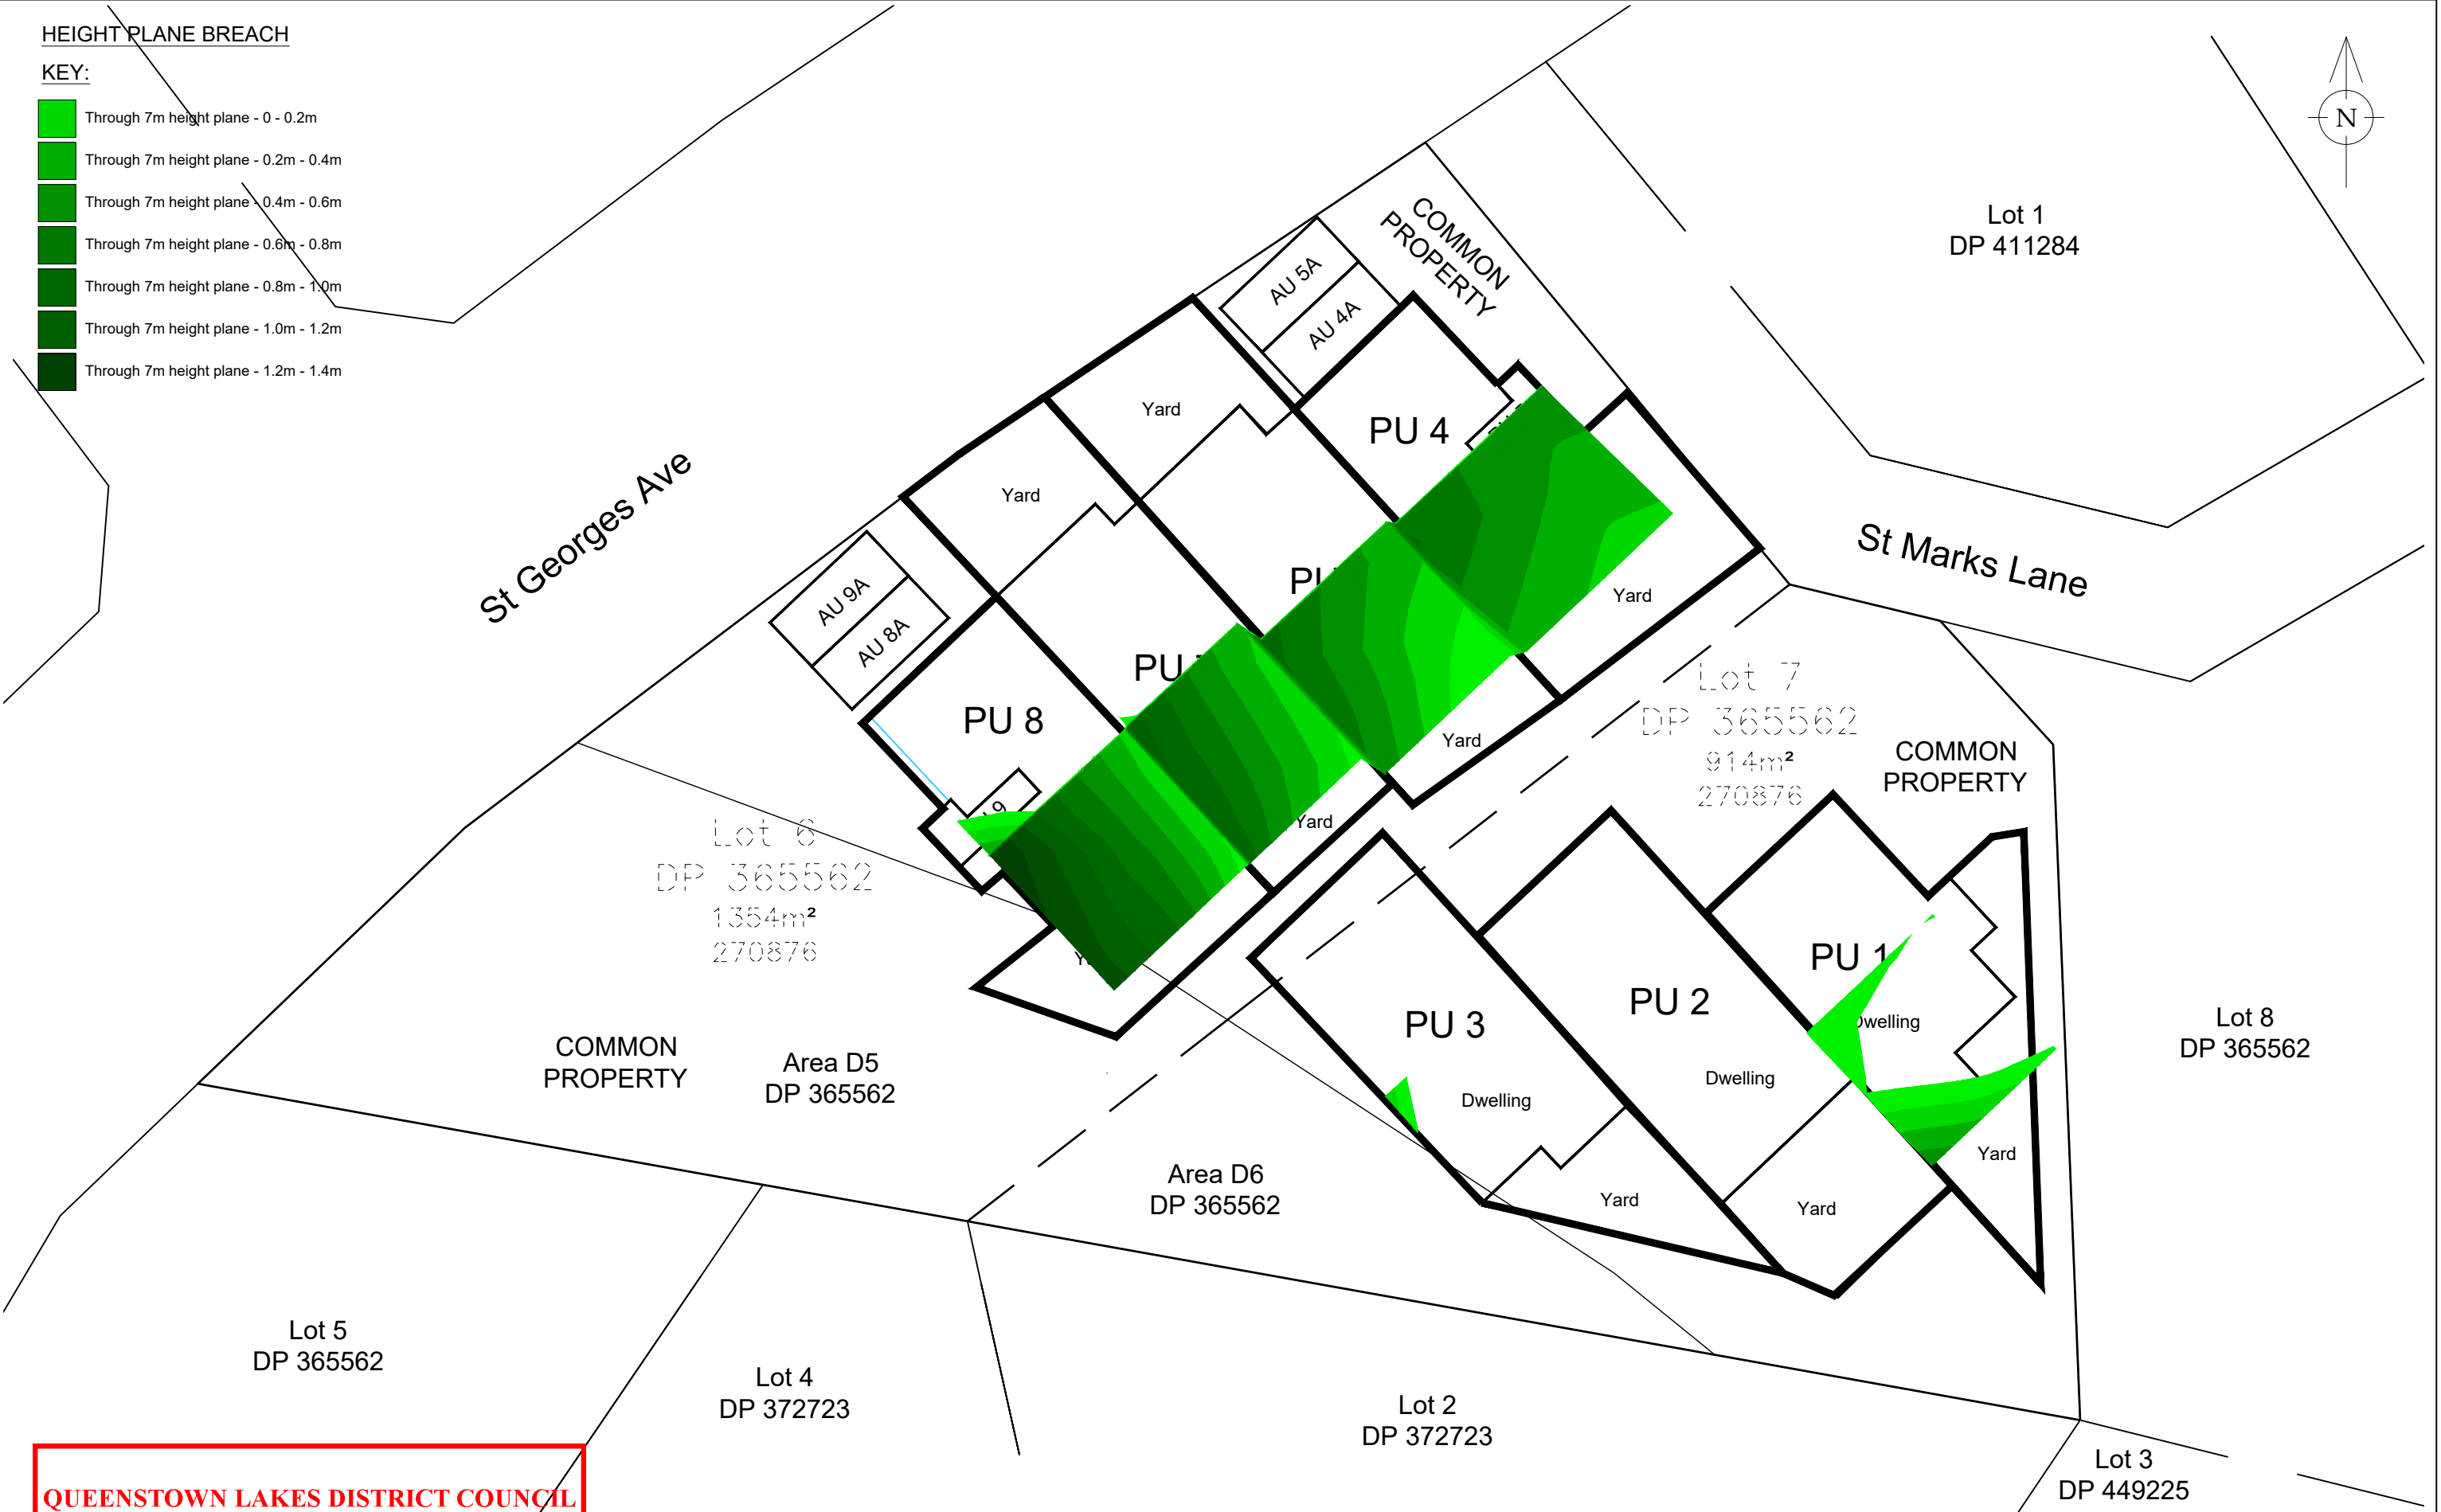 HEIGHT PLANE BREACH
KEY:
Through 7m height plane - 0 - 0.2m
Through 7m height plane - 0.2m - 0.4m
Through 7m height plane - 0.4m - 0.6m
Through 7m height plane - 0.6m - 0.8m
Through 7m height plane - 0.8m - 1.0m
Through 7m height plane - 1.0m - 1.2m
Through 7m height plane - 1.2m - 1.4m
N
Lot 1
DP 411284
COMMON
PROPERTY
AU 5A
AU 4A
Yard
PU 4
Yard
St Georges Ave
St Marks Lane
AU 9A
AU 8A
PU
Yard
PU
PU 8
Yard
Yard
Lot 7
DP 365562
914m²
270876
COMMON
PROPERTY
Lot 6
DP 365562
1354m²
270876
PU 1
Dwelling
PU 2
Dwelling
PU 3
Dwelling
Yard
Yard
Yard
Lot 8
DP 365562
COMMON
PROPERTY
Area D5
DP 365562
Area D6
DP 365562
Lot 5
DP 365562
Lot 4
DP 372723
Lot 2
DP 372723
Lot 3
DP 449225
QUEENSTOWN LAKES DISTRICT COUNCIL